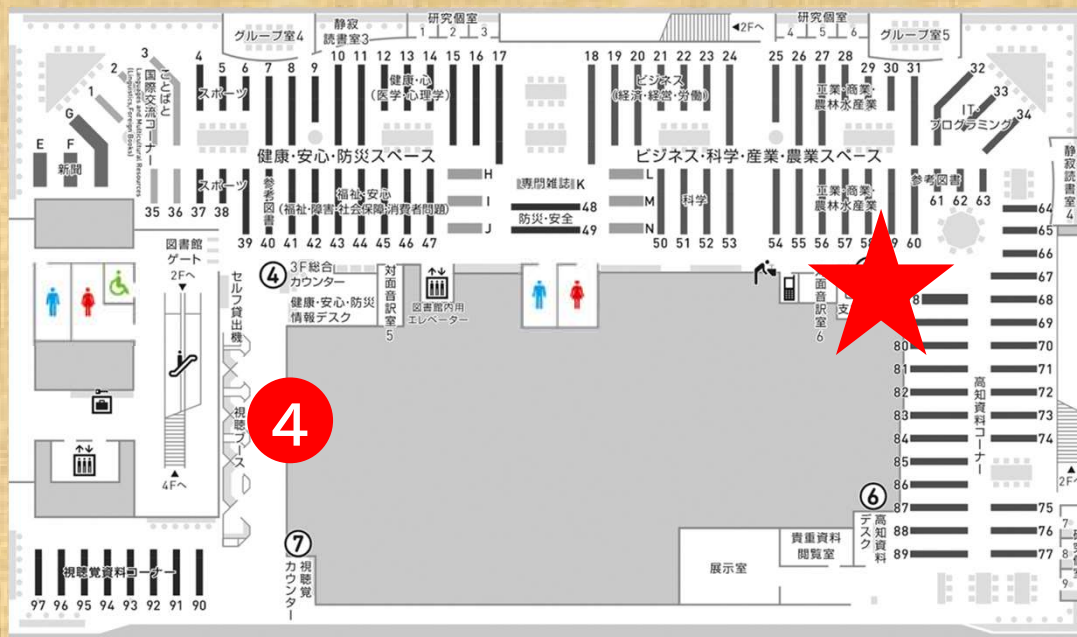 グループ室4
静寂
読書室3
研究個室
1 2 3
◀2Fへ
研究個室
4 5 6
グループ室5
1
2
3
4 5 6 7 8 9 10 11 12 13 14 15 16 17
18 19 20 21 22 23 24
25 26 27 28 29 30 31
32
33
34
ことばと
国際交流コーナー
Languages and Multicultural Resources
(Linguistics,Foreign Books)
スポーツ
健康・心
(医学・心理学)
ビジネス
(経済・経営・労働)
工業・商業・
農林水産業
IT・
プログラミング
静寂読書室4
G
E F
新聞
健康・安心・防災スペース
ビジネス・科学・産業・農業スペース
スポーツ
参考図書
福祉・安心
(福祉・障害・社会保障・消費者問題)
H
I
J
専門雑誌 K
48
防災・安全
49
L
M
N
科学
工業・商業・
農林水産業
参考図書
61 62 63
35 36 37 38 39 40 41 42 43 44 45 46 47
50 51 52 53 54 55 56 57 58
60
64
65
66
67
68
69
70
71
72
73
74
75
76
77
図書館
ゲート
2Fへ
▼
▲
4Fへ
セルフ貸出機
視聴ブース
④
3F総合
カウンター
健康・安心・防災
情報デスク
対面音訳室5
図書館内用
エレベーター
対面音訳室6
支
4
80
81
82
83
84
85
86
87
88
89
高知資料コーナー
▲
2Fへ
⑥
高知資料
デスク
貴重資料
閲覧室
展示室
⑦
視聴覚
カウンター
視聴覚資料コーナー
97 96 95 94 93 92 91 90
7
8
9